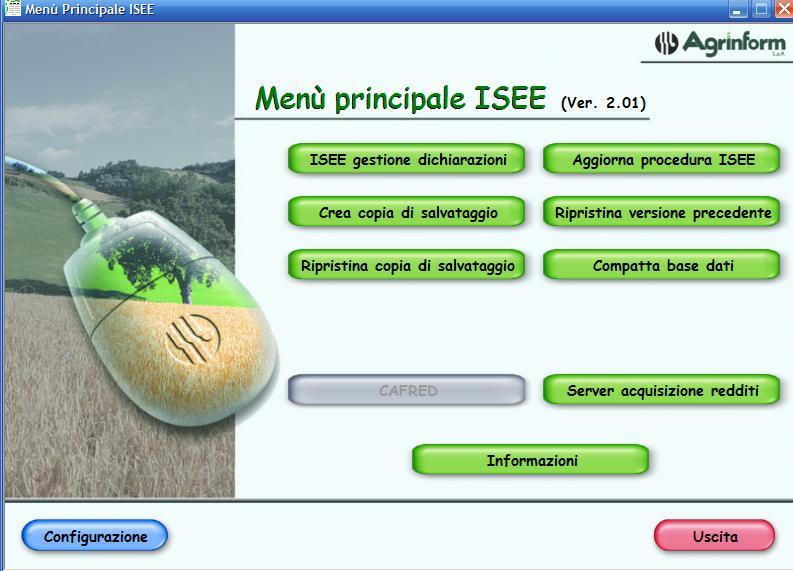 Menù Principale ISEE
Agrinform
S.p.A.
Menù principale ISEE (Ver. 2.01)
ISEE gestione dichiarazioni
Aggiorna procedura ISEE
Crea copia di salvataggio
Ripristina versione precedente
Ripristina copia di salvataggio
Compatta base dati
CAFRED
Server acquisizione redditi
Informazioni
Configurazione
Uscita